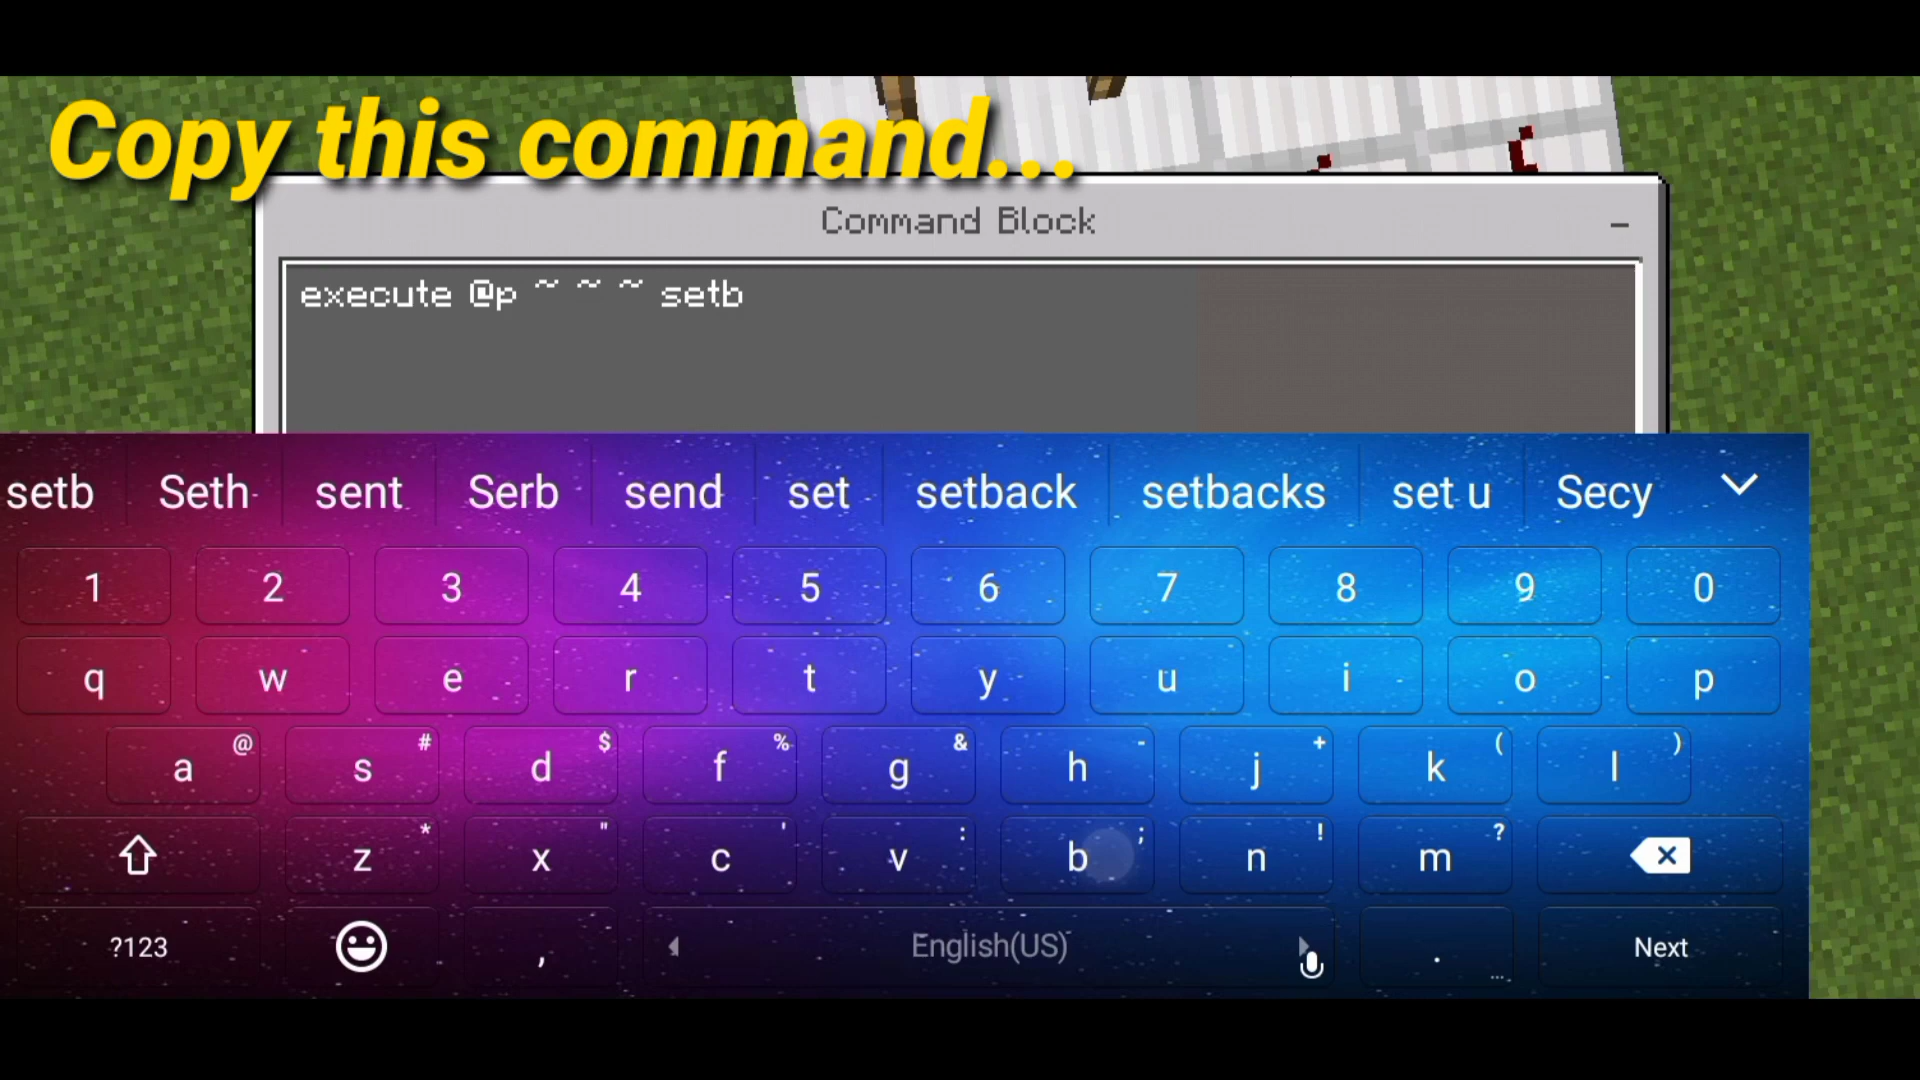 Copy this command...
Command Block
execute @p ~ ~ ~ setb
setb Seth sent Serb send set setback setbacks set u Secy
1 2 3 4 5 6 7 8 9 0
q w e r t y u i o p
@ # $ % & - + ( )
a s d f g h j k l
* " ' : ; ! ?
z x c v b n m
?123 , English(US) . ... Next